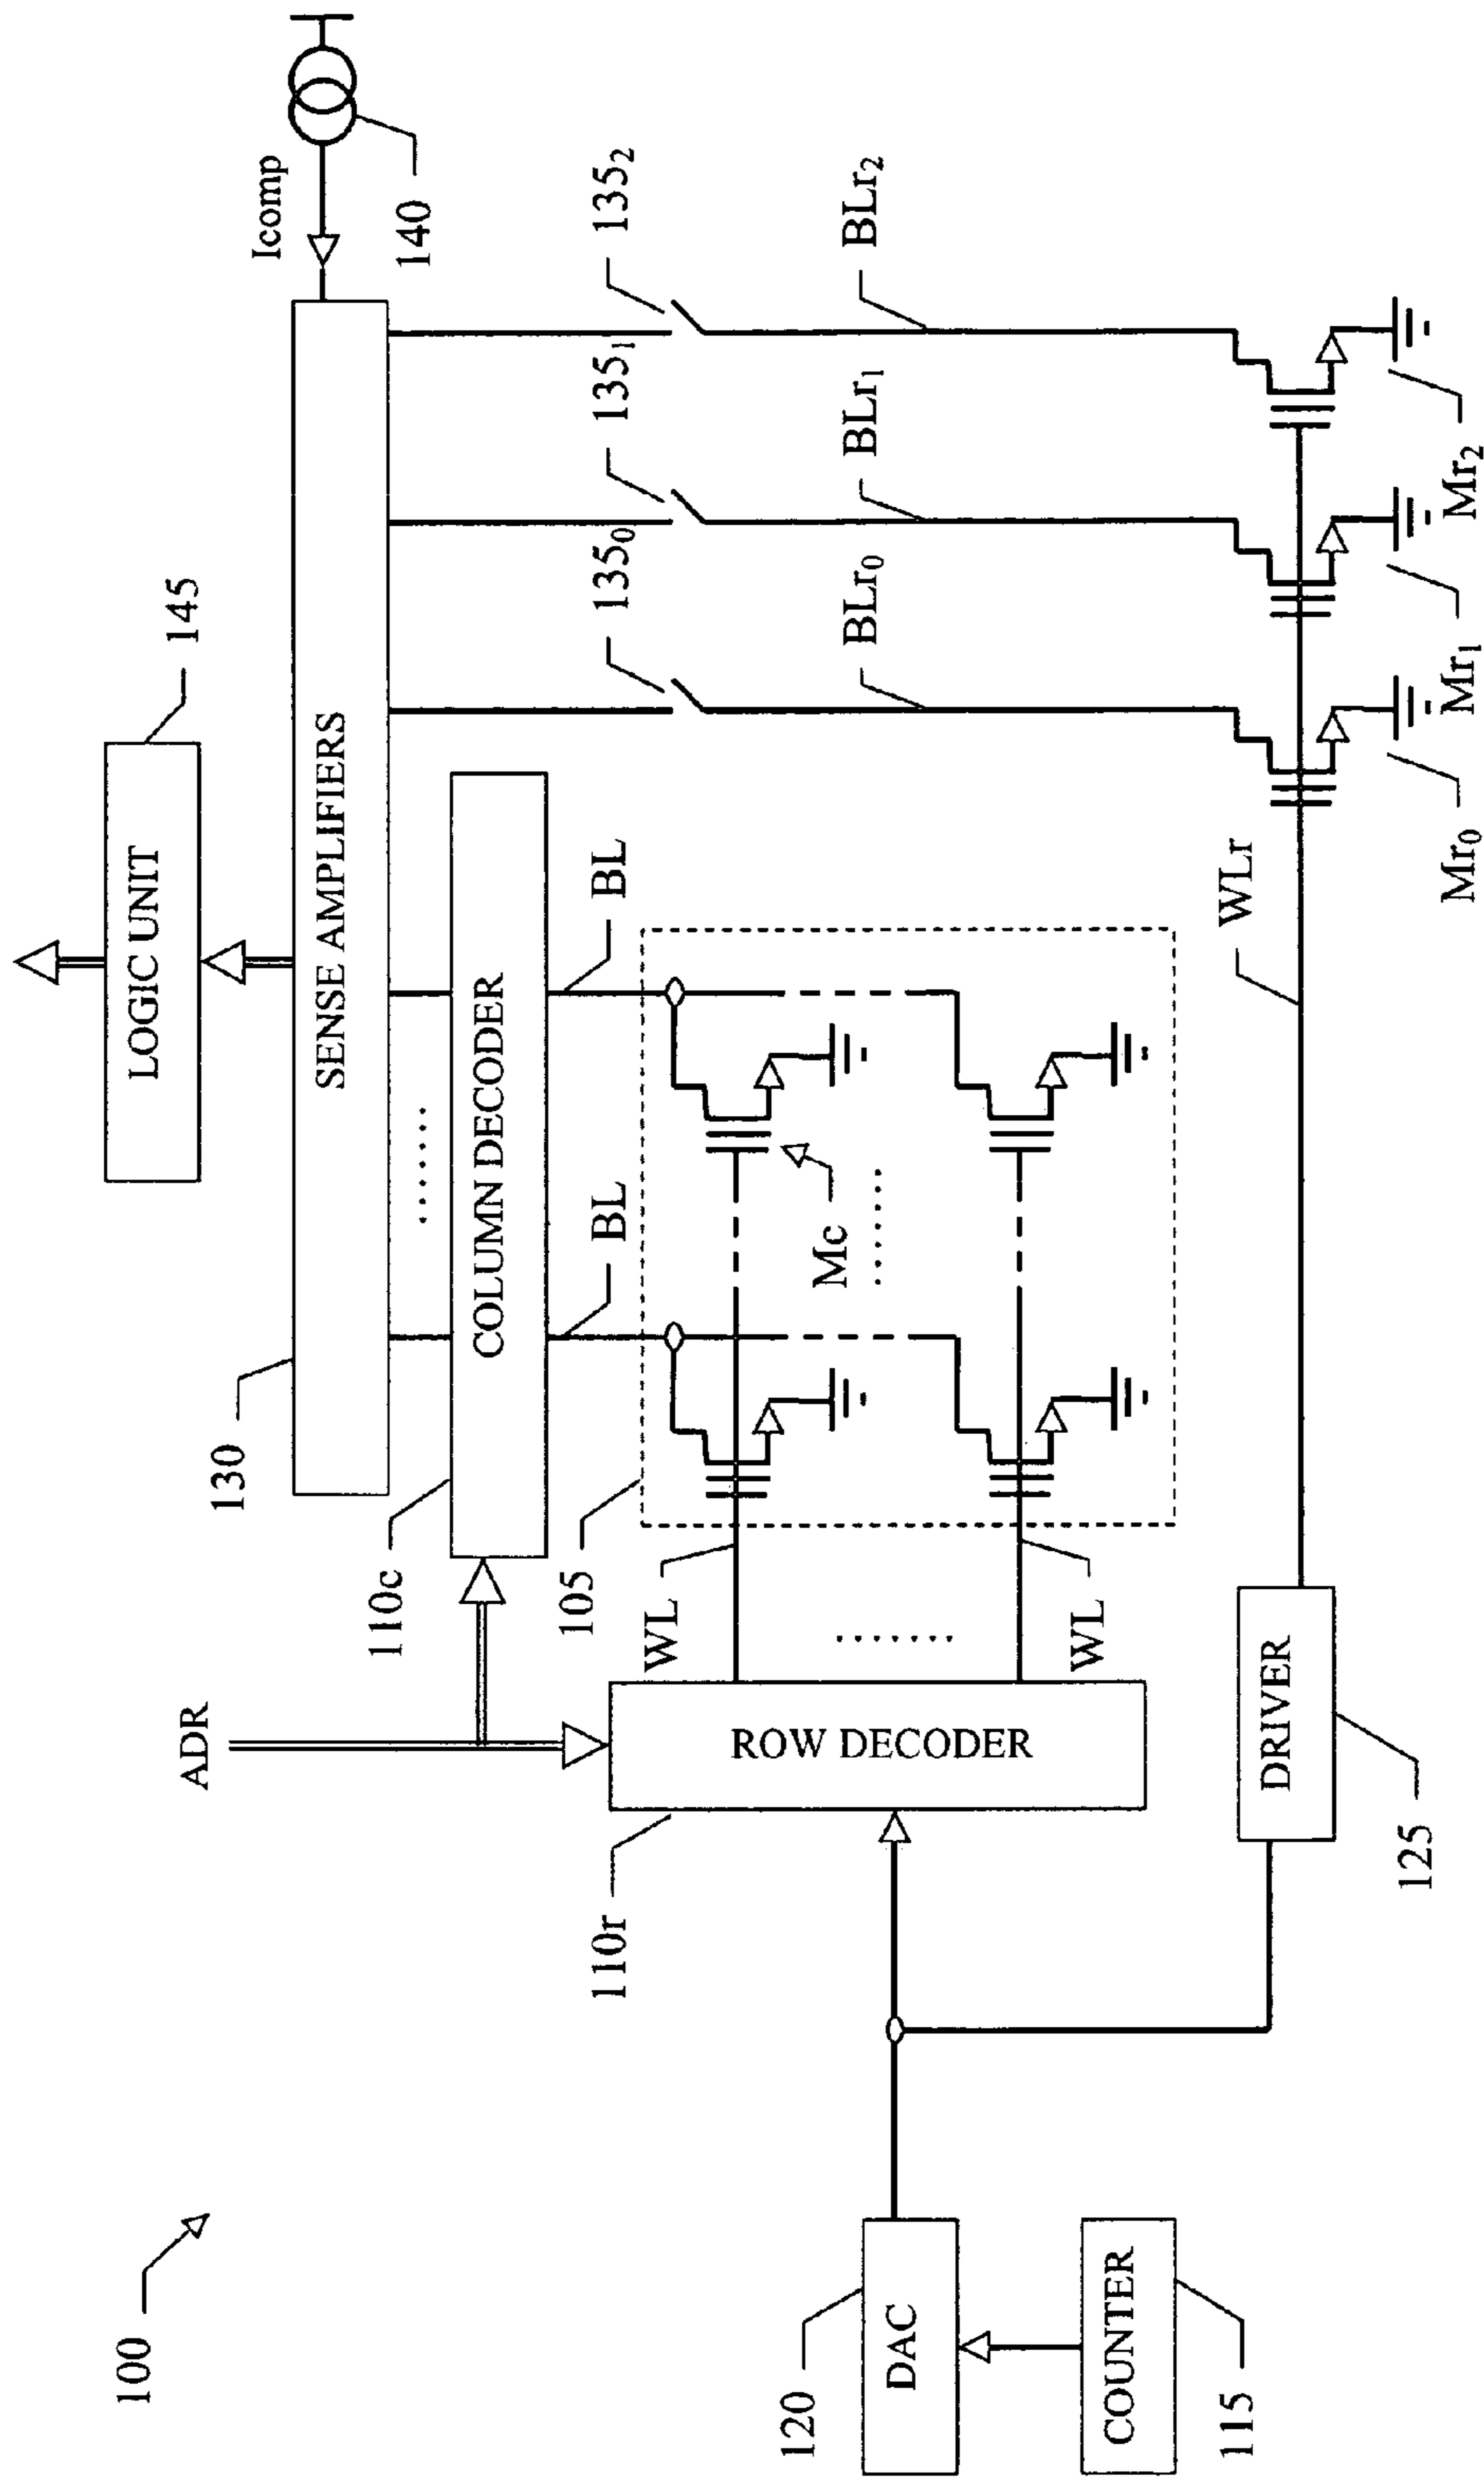 100
ADR
145
LOGIC UNIT
130
SENSE AMPLIFIERS
Icomp
140
110c
COLUMN DECODER
105
BL
BL
135₀
135₁
135₂
110r
ROW DECODER
WL
WL
Mc
BLr₀
BLr₁
BLr₂
120
DAC
115
COUNTER
125
DRIVER
WLr
Mr₀
Mr₁
Mr₂